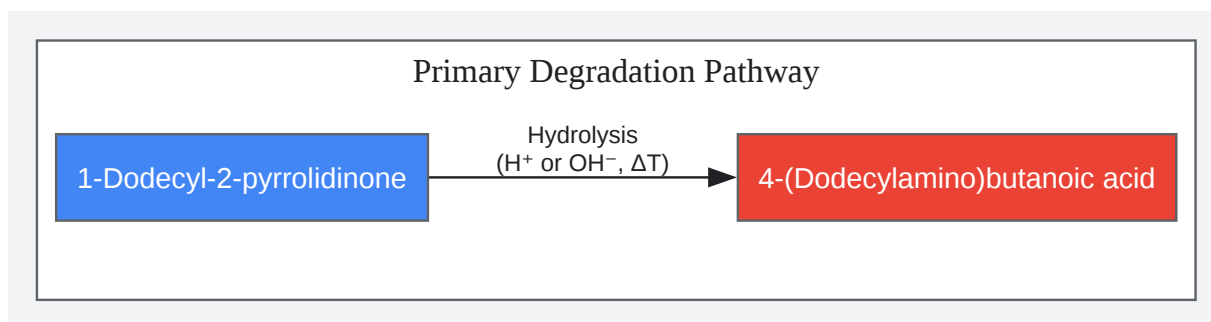 Primary Degradation Pathway
1-Dodecyl-2-pyrrolidinone
Hydrolysis
(H⁺ or OH⁻, ΔT)
4-(Dodecylamino)butanoic acid